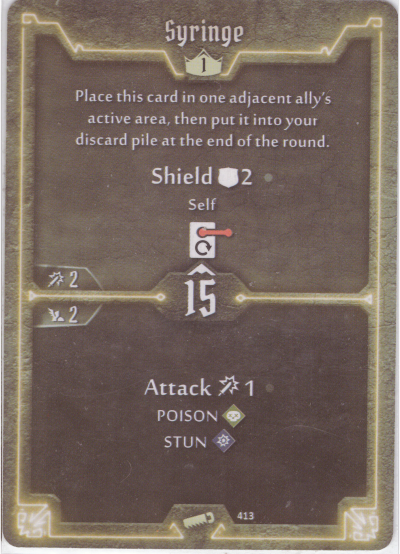 Syringe
1
Place this card in one adjacent ally's
active area, then put it into your
discard pile at the end of the round.
Shield 2
Self
2
15
2
Attack 1
POISON
STUN
413